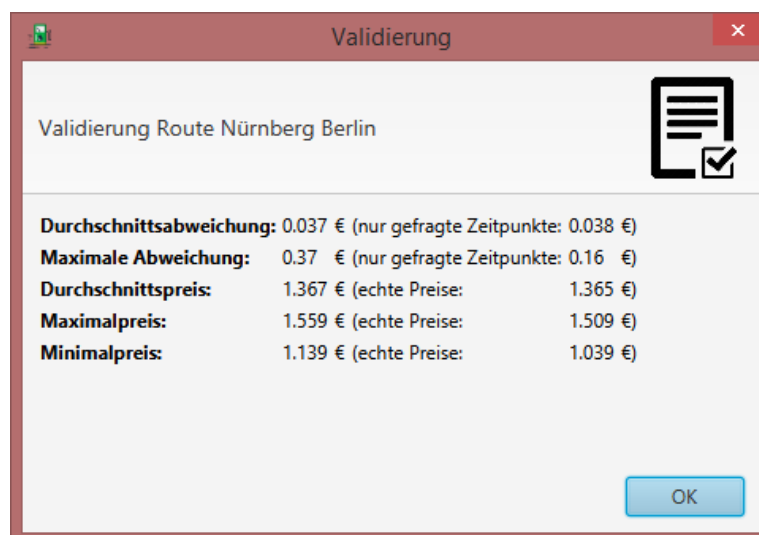 Validierung
Validierung Route Nürnberg Berlin
Durchschnittsabweichung: 0.037 € (nur gefragte Zeitpunkte: 0.038 €)
Maximale Abweichung: 0.37 € (nur gefragte Zeitpunkte: 0.16 €)
Durchschnittspreis: 1.367 € (echte Preise: 1.365 €)
Maximalpreis: 1.559 € (echte Preise: 1.509 €)
Minimalpreis: 1.139 € (echte Preise: 1.039 €)
OK